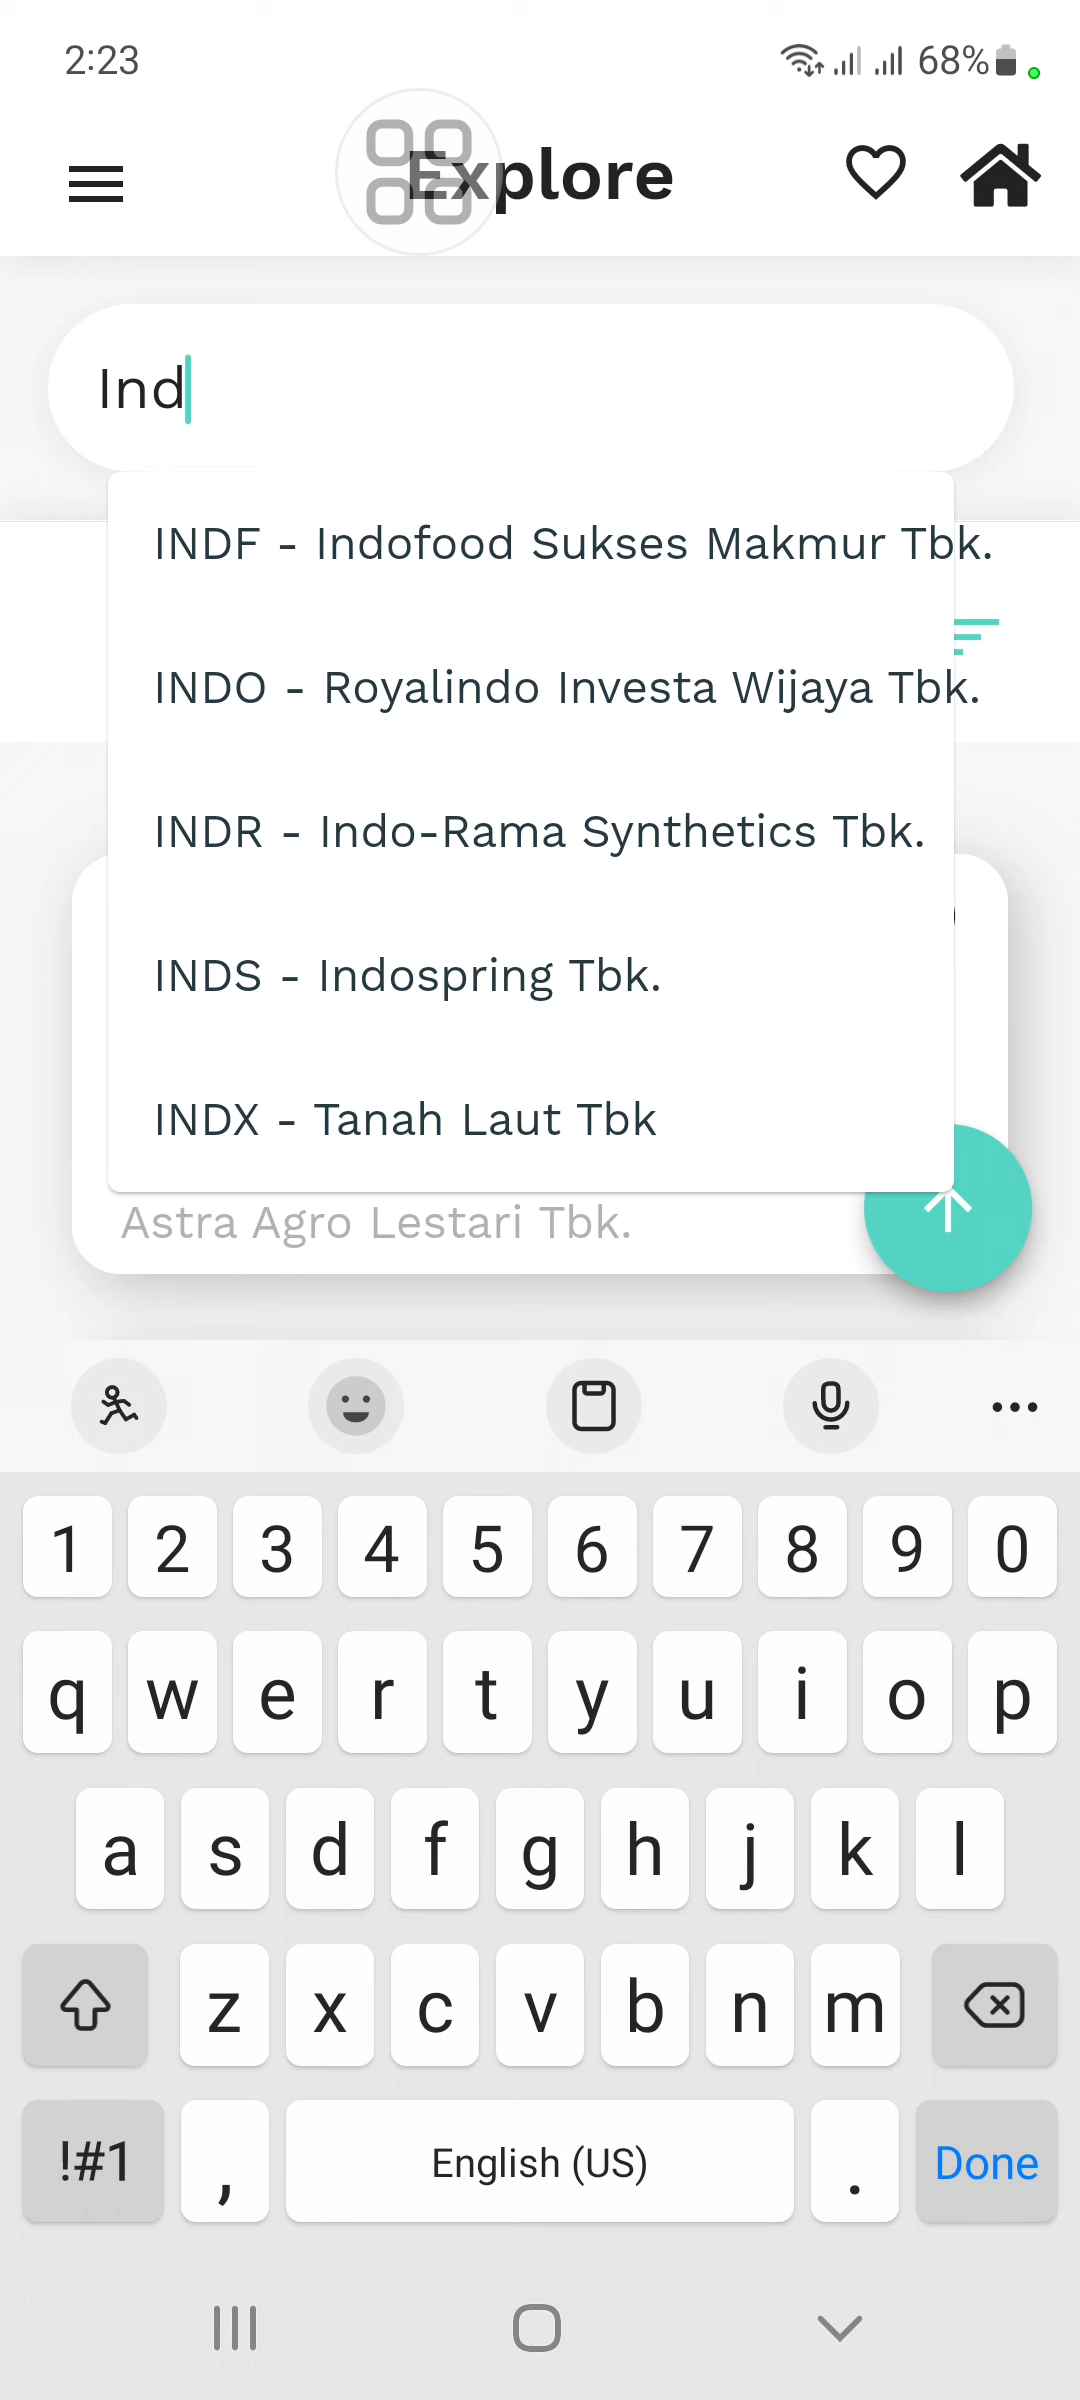 2:23
68%
Explore
Ind
INDF - Indofood Sukses Makmur Tbk.
INDO - Royalindo Investa Wijaya Tbk.
INDR - Indo-Rama Synthetics Tbk.
INDS - Indospring Tbk.
INDX - Tanah Laut Tbk
Astra Agro Lestari Tbk.
1 2 3 4 5 6 7 8 9 0
q w e r t y u i o p
a s d f g h j k l
z x c v b n m
!#1 , English (US) . Done